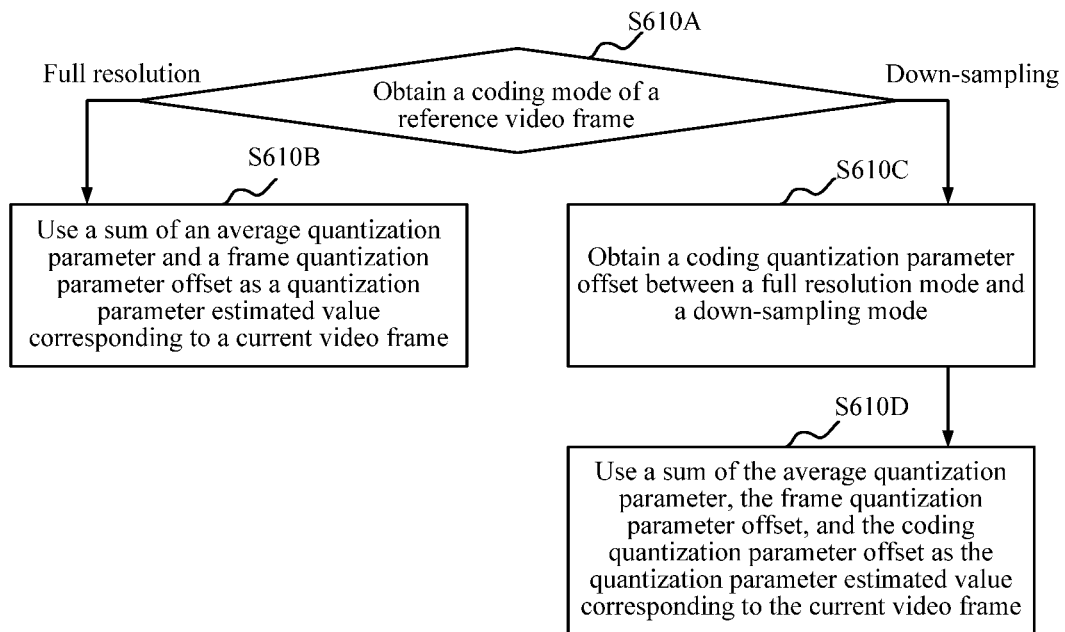 S610A
Full resolution
Down-sampling
Obtain a coding mode of a
reference video frame
S610B
S610C
Use a sum of an average quantization
parameter and a frame quantization
parameter offset as a quantization
parameter estimated value
corresponding to a current video frame
Obtain a coding quantization parameter
offset between a full resolution mode and
a down-sampling mode
S610D
Use a sum of the average quantization
parameter, the frame quantization
parameter offset, and the coding
quantization parameter offset as the
quantization parameter estimated value
corresponding to the current video frame